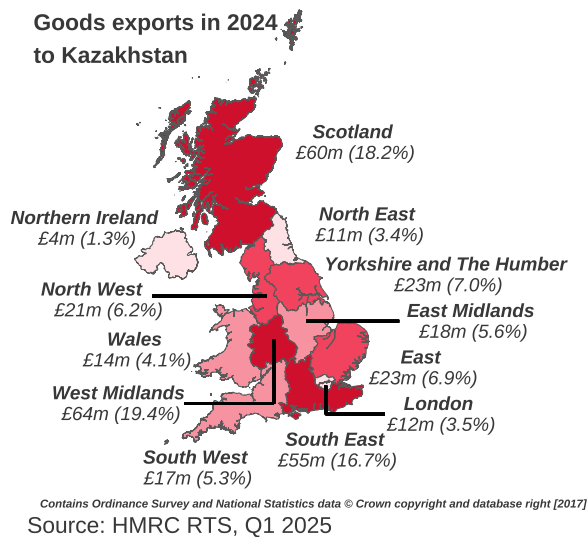 Goods exports in 2024
to Kazakhstan
Scotland
£60m (18.2%)
Northern Ireland
£4m (1.3%)
North East
£11m (3.4%)
Yorkshire and The Humber
£23m (7.0%)
North West
£21m (6.2%)
East Midlands
£18m (5.6%)
Wales
£14m (4.1%)
East
£23m (6.9%)
West Midlands
£64m (19.4%)
London
£12m (3.5%)
South East
£55m (16.7%)
South West
£17m (5.3%)
Contains Ordinance Survey and National Statistics data © Crown copyright and database right [2017]
Source: HMRC RTS, Q1 2025